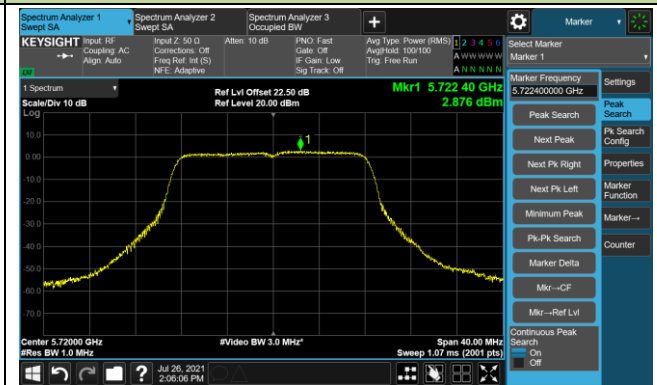 Spectrum Analyzer 1
Swept SA
Spectrum Analyzer 2
Swept SA
Spectrum Analyzer 3
Occupied BW
+
Marker
KEYSIGHT
Input: RF
Coupling: AC
Align: Auto
Input Z: 50 Ω
Corrections: Off
Freq Ref: Int (S)
NFE: Adaptive
Atten: 10 dB
PNO: Fast
Gate: Off
IF Gain: Low
Sig Track: Off
Avg Type: Power (RMS)
Avg|Hold: 100/100
Trig: Free Run
1 2 3 4 5 6
A W W W W W
A N N N N N
LXI
Select Marker
Marker 1
1 Spectrum
Scale/Div 10 dB
Log
Ref Lvl Offset 22.50 dB
Ref Level 20.00 dBm
Mkr1 5.722 40 GHz
2.876 dBm
10.0
0.00
-10.0
-20.0
-30.0
-40.0
-50.0
-60.0
-70.0
1
Center 5.72000 GHz
#Res BW 1.0 MHz
#Video BW 3.0 MHz*
Span 40.00 MHz
Sweep 1.07 ms (2001 pts)
Marker Frequency
5.722400000 GHz
Peak Search
Next Peak
Next Pk Right
Next Pk Left
Minimum Peak
Pk-Pk Search
Marker Delta
Mkr→CF
Mkr→Ref Lvl
Continuous Peak
Search
On
Off
Settings
Peak
Search
Pk Search
Config
Properties
Marker
Function
Marker→
Counter
?
Jul 26, 2021
2:06:06 PM